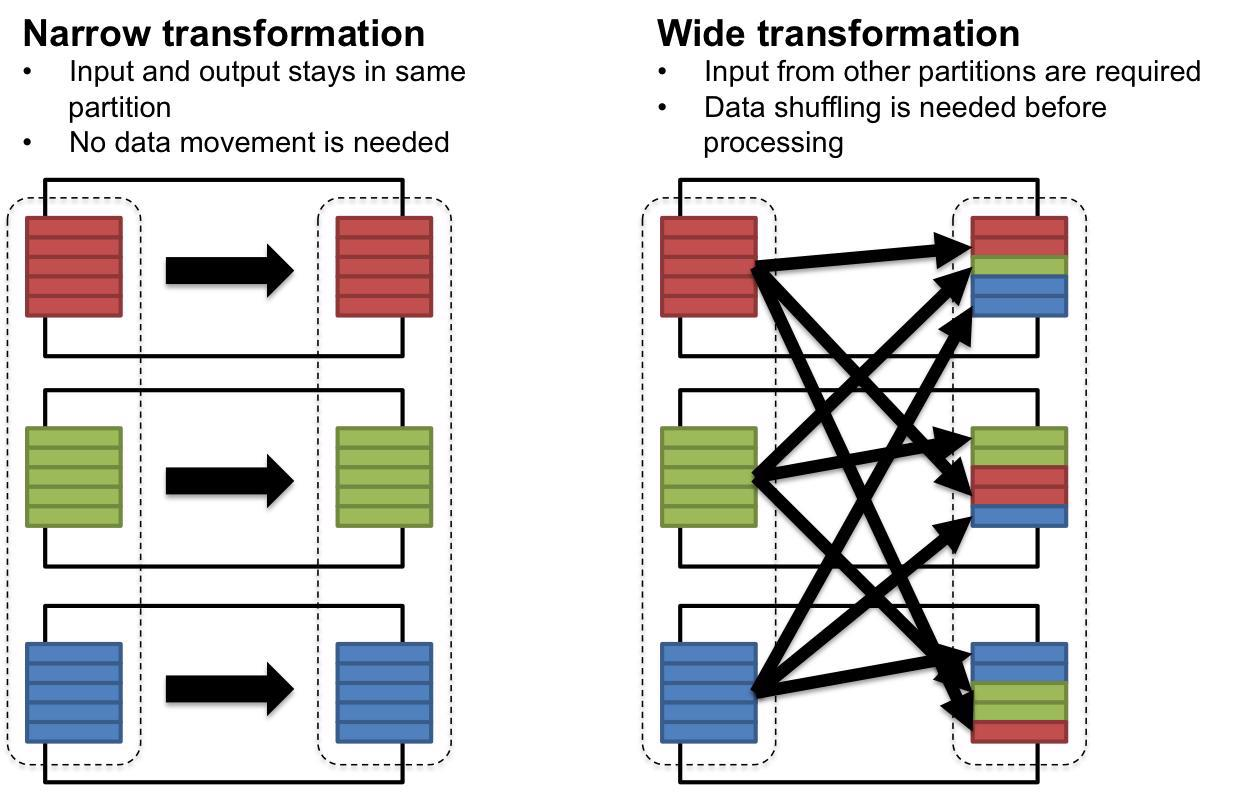 Narrow transformation
• Input and output stays in same
partition
• No data movement is needed
Wide transformation
• Input from other partitions are required
• Data shuffling is needed before
processing